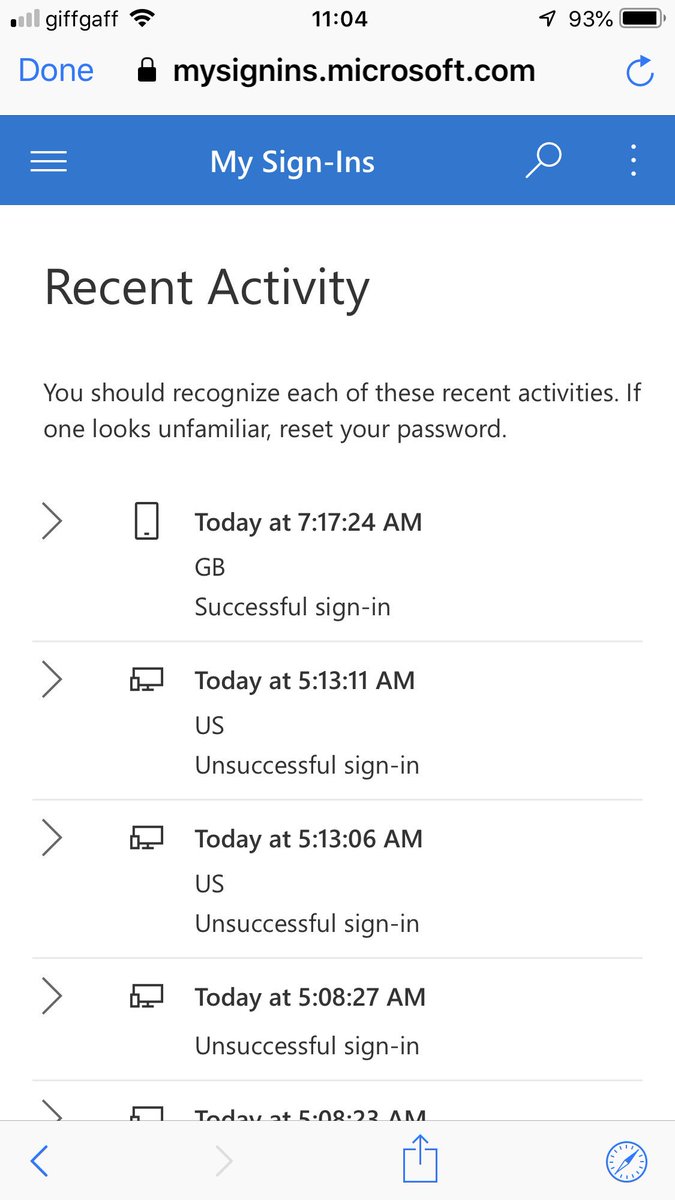 giffgaff 11:04 93%
Done mysignins.microsoft.com
My Sign-Ins
Recent Activity
You should recognize each of these recent activities. If
one looks unfamiliar, reset your password.
Today at 7:17:24 AM
GB
Successful sign-in
Today at 5:13:11 AM
US
Unsuccessful sign-in
Today at 5:13:06 AM
US
Unsuccessful sign-in
Today at 5:08:27 AM
Unsuccessful sign-in
Today at 5:08:23 AM